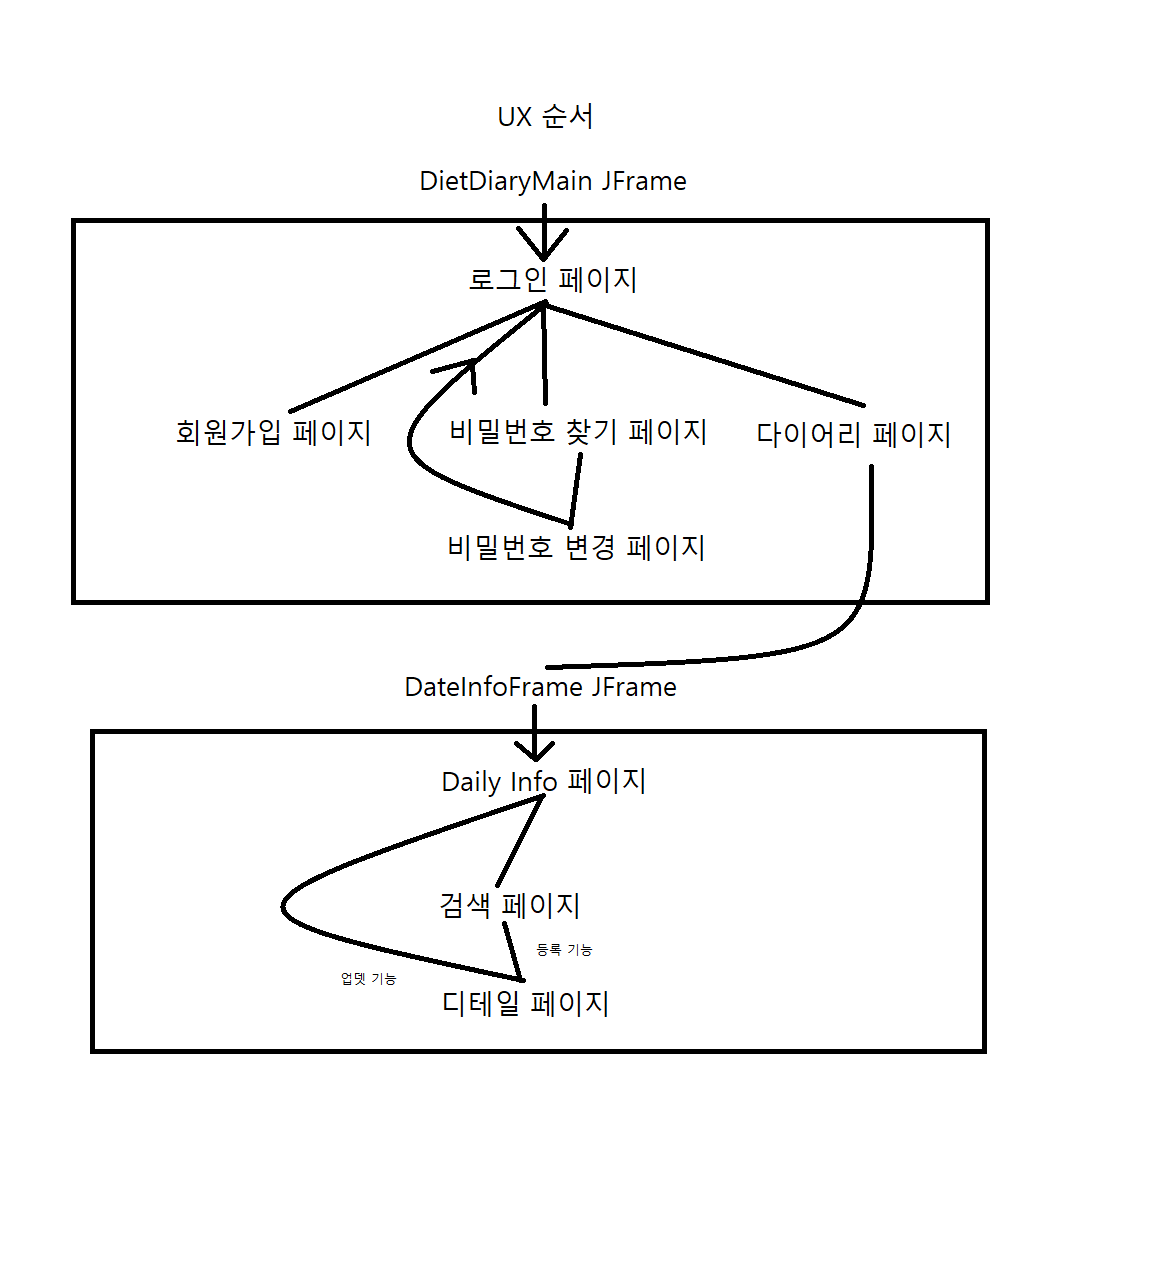 UX 순서
DietDiaryMain JFrame
로그인 페이지
회원가입 페이지
비밀번호 찾기 페이지
다이어리 페이지
비밀번호 변경 페이지
DateInfoFrame JFrame
Daily Info 페이지
검색 페이지
등록 기능
업뎃 기능
디테일 페이지